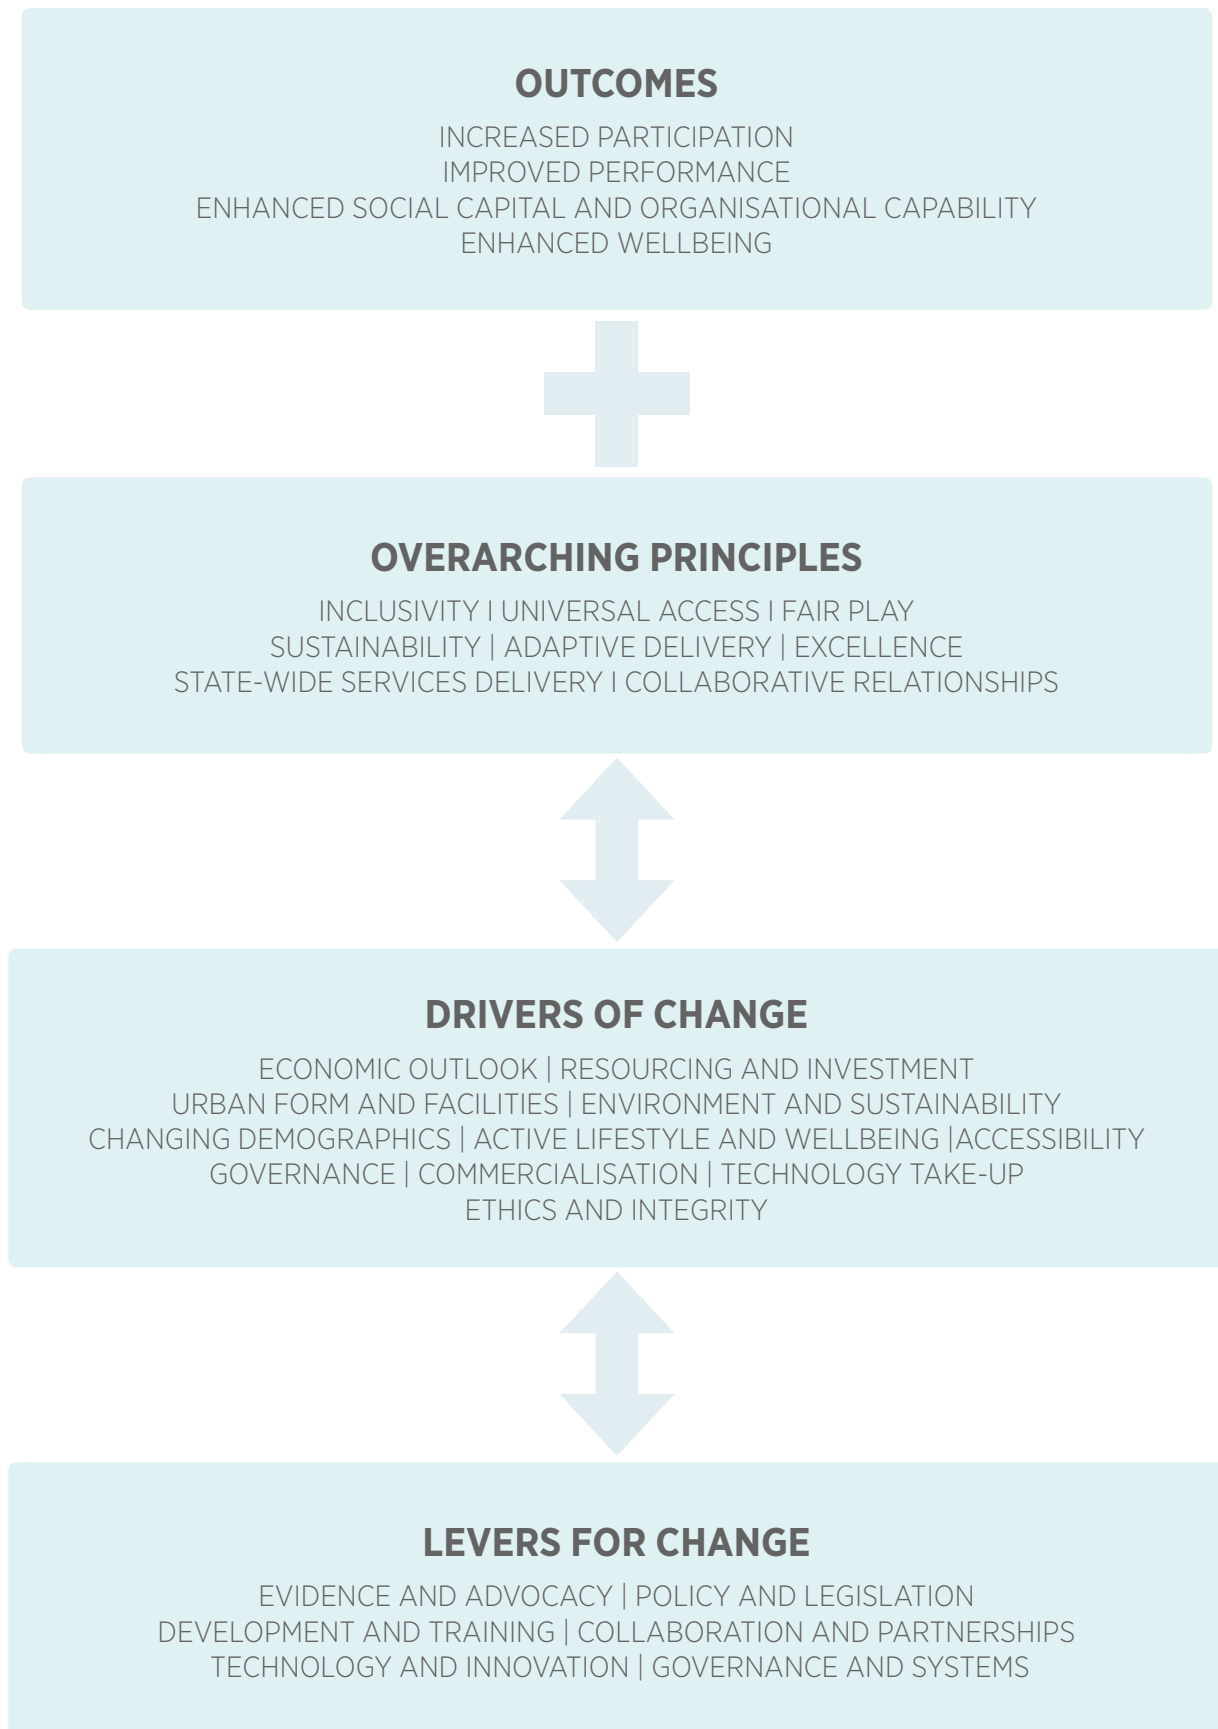 OUTCOMES
INCREASED PARTICIPATION
IMPROVED PERFORMANCE
ENHANCED SOCIAL CAPITAL AND ORGANISATIONAL CAPABILITY
ENHANCED WELLBEING
OVERARCHING PRINCIPLES
INCLUSIVITY I UNIVERSAL ACCESS I FAIR PLAY
SUSTAINABILITY | ADAPTIVE DELIVERY | EXCELLENCE
STATE-WIDE SERVICES DELIVERY I COLLABORATIVE RELATIONSHIPS
DRIVERS OF CHANGE
ECONOMIC OUTLOOK | RESOURCING AND INVESTMENT
URBAN FORM AND FACILITIES | ENVIRONMENT AND SUSTAINABILITY
CHANGING DEMOGRAPHICS | ACTIVE LIFESTYLE AND WELLBEING |ACCESSIBILITY
GOVERNANCE | COMMERCIALISATION | TECHNOLOGY TAKE-UP
ETHICS AND INTEGRITY
LEVERS FOR CHANGE
EVIDENCE AND ADVOCACY | POLICY AND LEGISLATION
DEVELOPMENT AND TRAINING | COLLABORATION AND PARTNERSHIPS
TECHNOLOGY AND INNOVATION | GOVERNANCE AND SYSTEMS